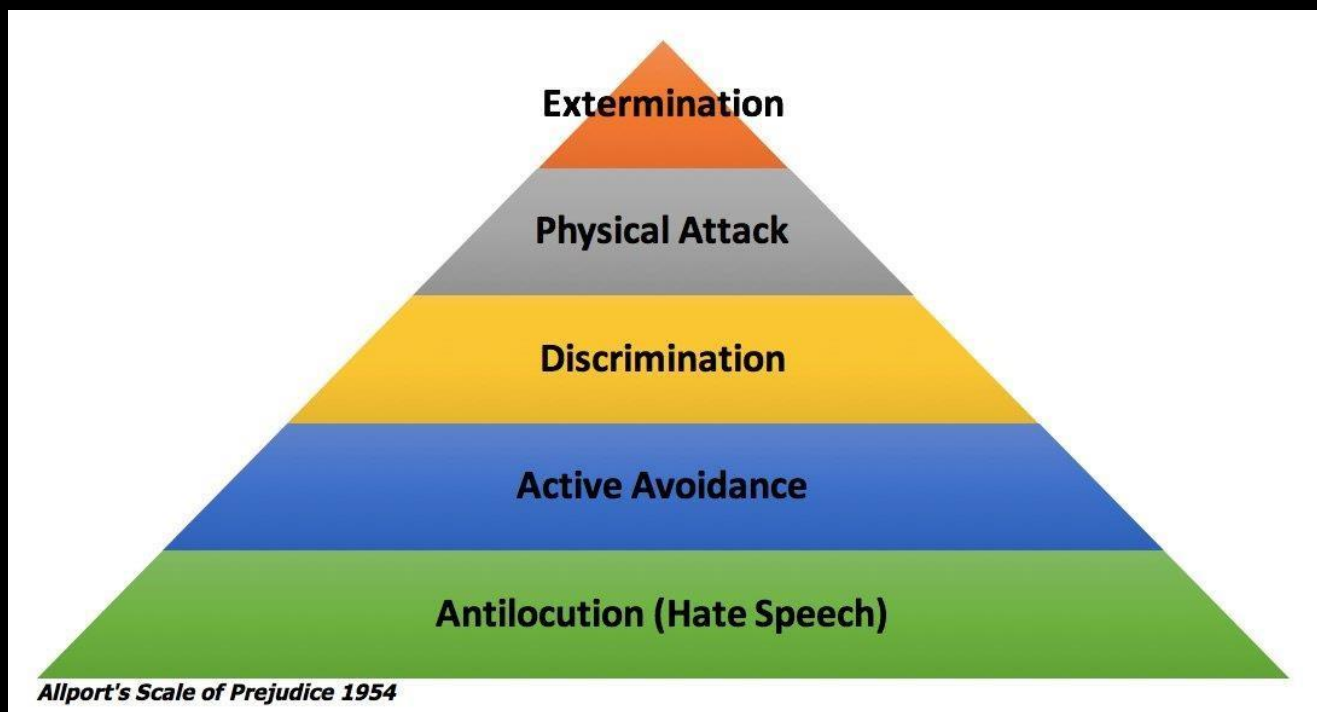 Extermination
Physical Attack
Discrimination
Active Avoidance
Antilocution (Hate Speech)
Allport's Scale of Prejudice 1954